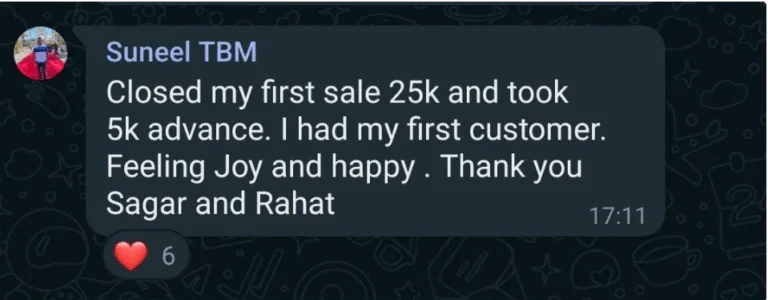 Suneel TBM
Closed my first sale 25k and took
5k advance. I had my first customer.
Feeling Joy and happy . Thank you
Sagar and Rahat
17:11
❤️ 6